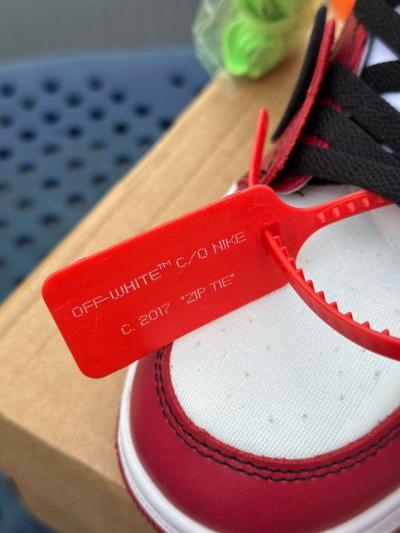 OFF-WHITE™ C/O NIKE
C. 2017 "ZIP TIE"